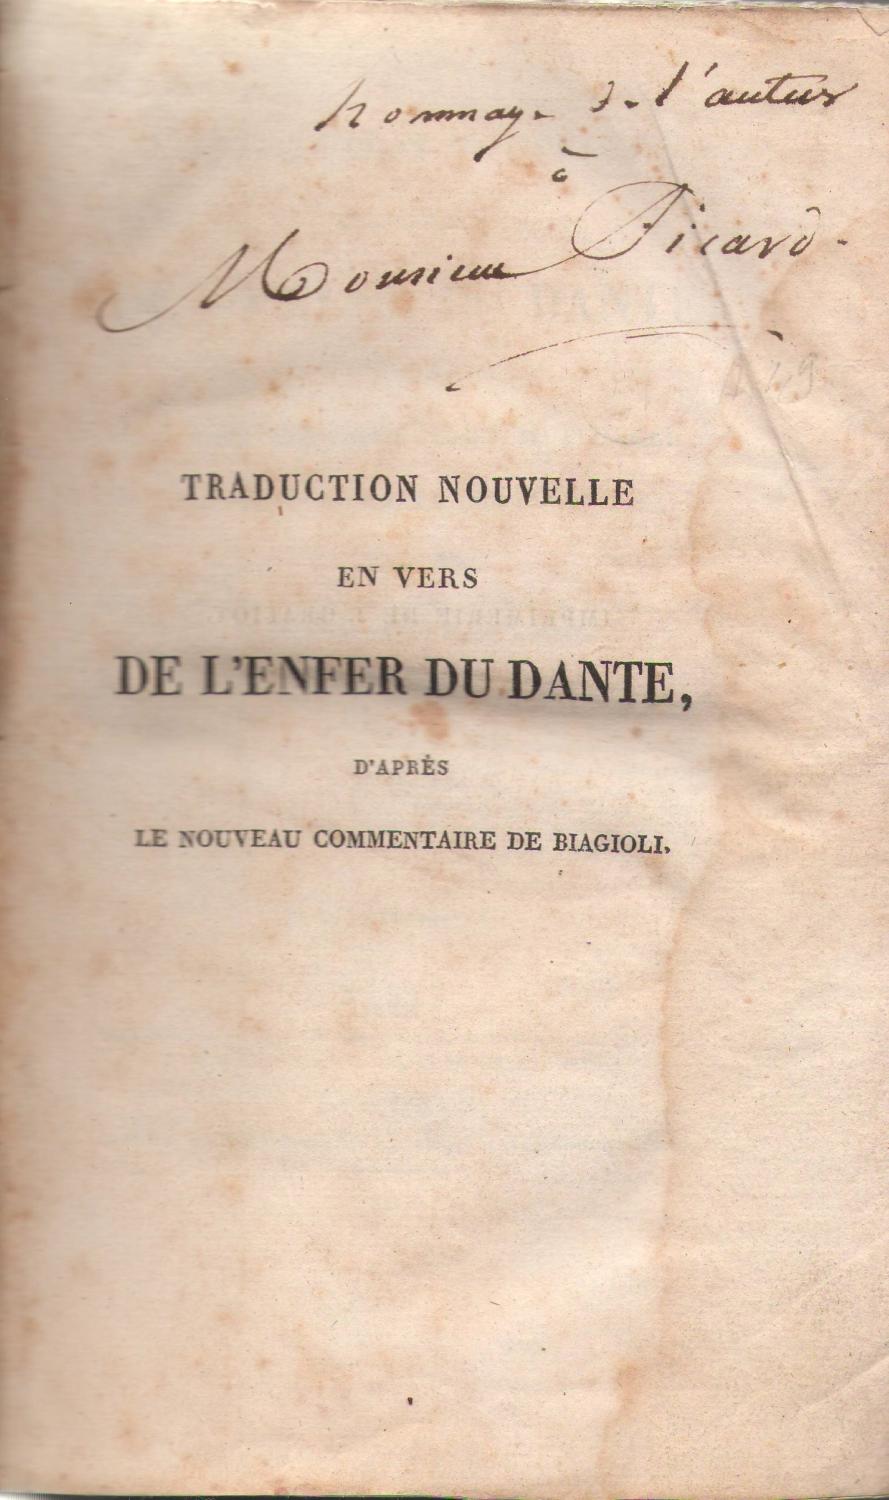 hommage de l'auteur
à
Monsieur Picard.
TRADUCTION NOUVELLE
EN VERS
DE L'ENFER DU DANTE,
D'APRÈS
LE NOUVEAU COMMENTAIRE DE BIAGIOLI.